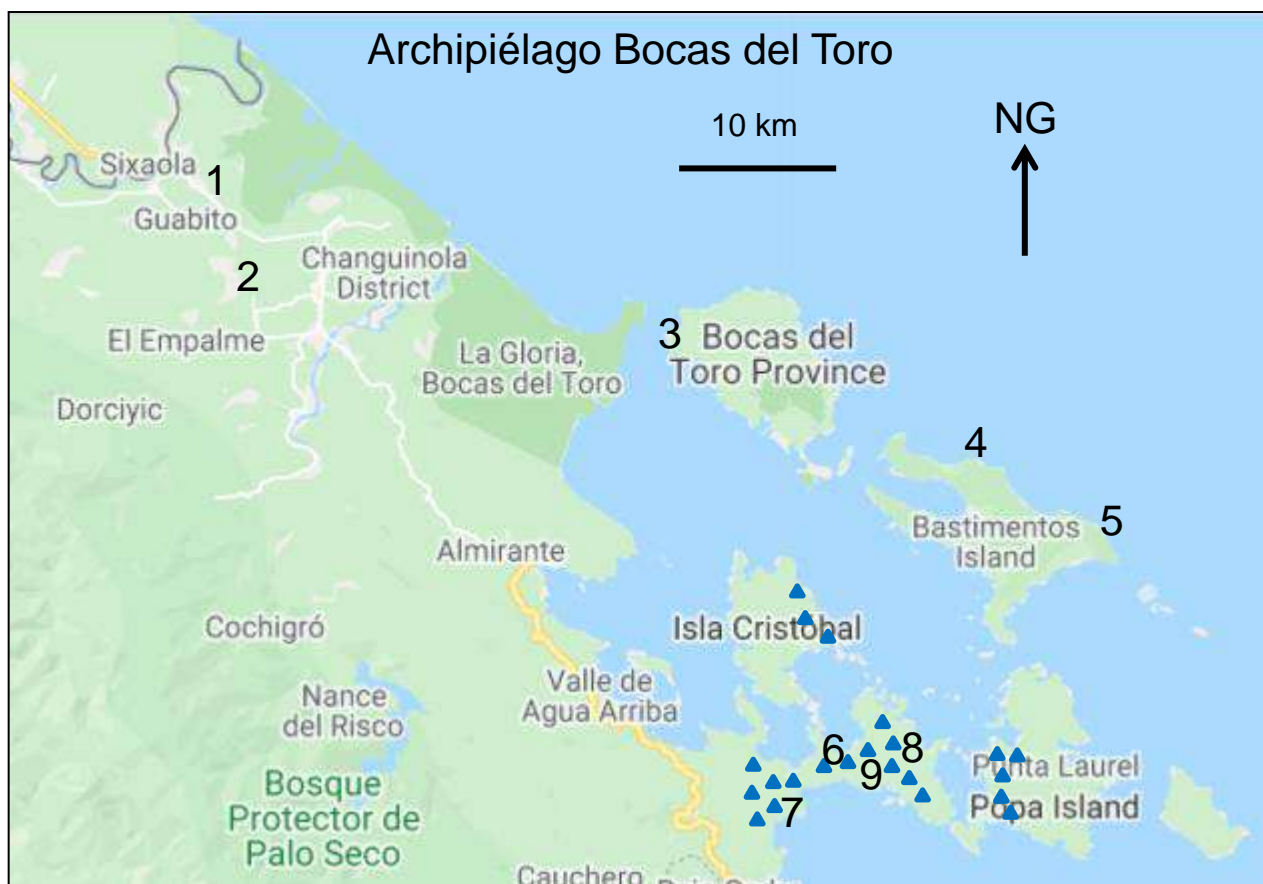 Archipiélago Bocas del Toro
10 km
NG
Sixaola
1
Guabito
2
Changuinola
District
El Empalme
3
Bocas del
Toro Province
La Gloria,
Bocas del Toro
Dorciyic
4
Bastimentos
Island
5
Almirante
Cochigró
Isla Cristóbal
Nance
del Risco
Valle de
Agua Arriba
6
8
9
7
Punta Laurel
Popa Island
Bosque
Protector de
Palo Seco
Cauchero